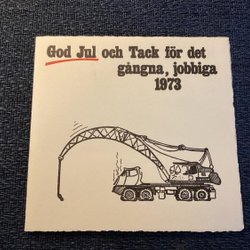 God Jul och Tack för det
gångna, jobbiga
1973